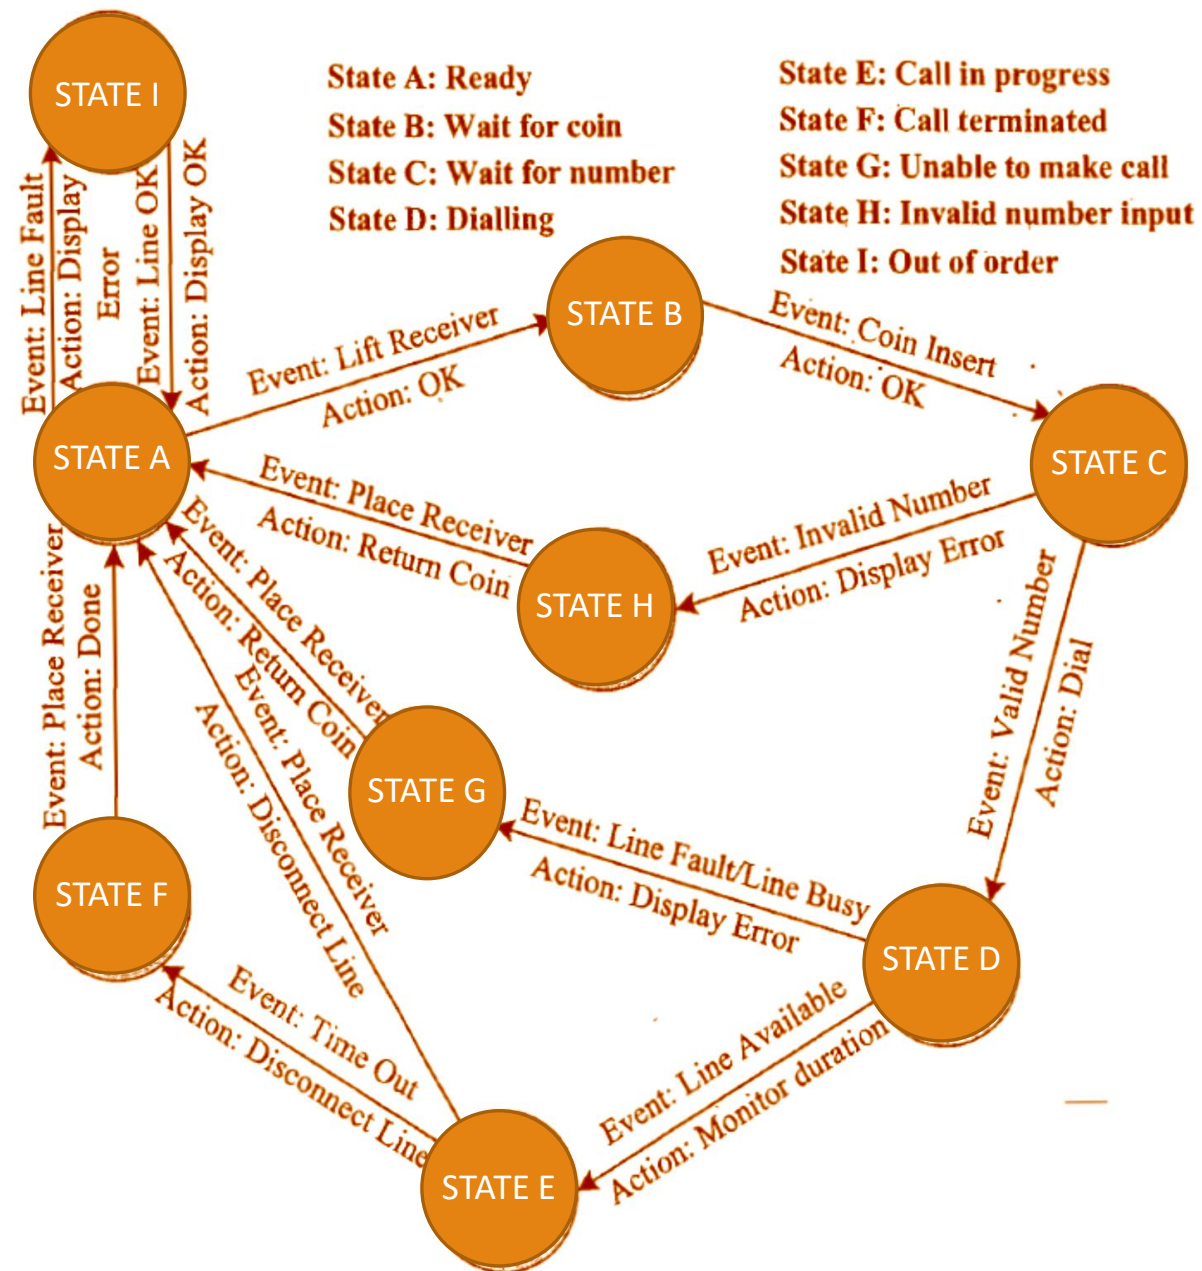 STATE I
State A: Ready
State B: Wait for coin
State C: Wait for number
State D: Dialling
State E: Call in progress
State F: Call terminated
State G: Unable to make call
State H: Invalid number input
State I: Out of order
Event: Line Fault
Action: Display
Error
Event: Line OK
Action: Display OK
STATE B
Event: Lift Receiver
Action: OK
Event: Coin Insert
Action: OK
STATE A
STATE C
Event: Place Receiver
Action: Return Coin
STATE H
Event: Invalid Number
Action: Display Error
Event: Valid Number
Action: Dial
Event: Place Receiver
Action: Done
Event: Place Receiver
Action: Return Coin
Event: Place Receiver
Action: Disconnect Line
STATE G
Event: Line Fault/Line Busy
Action: Display Error
STATE F
STATE D
Event: Time Out
Action: Disconnect Line
Event: Line Available
Action: Monitor duration
STATE E